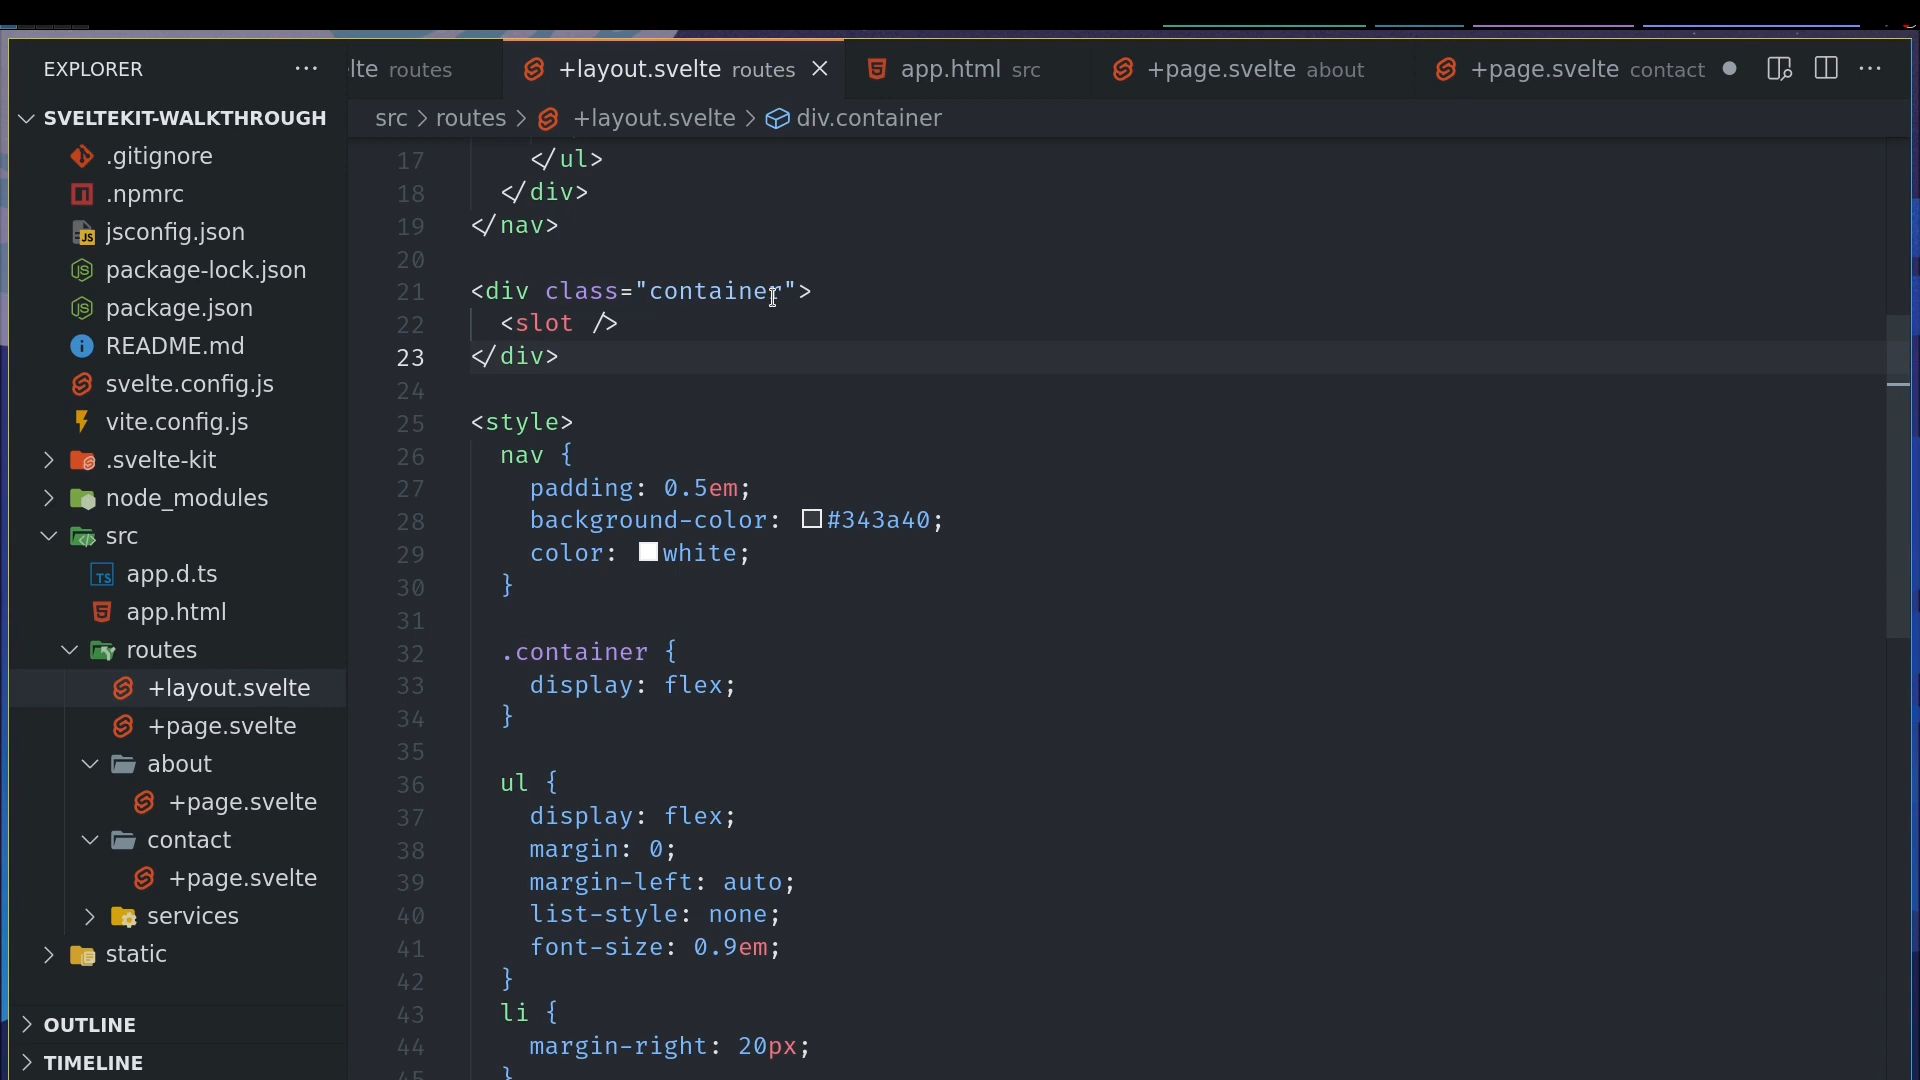 EXPLORER
SVELTEKIT-WALKTHROUGH
.gitignore
.npmrc
jsconfig.json
package-lock.json
package.json
README.md
svelte.config.js
vite.config.js
.svelte-kit
node_modules
src
TS app.d.ts
app.html
routes
+layout.svelte
+page.svelte
about
+page.svelte
contact
+page.svelte
services
static
OUTLINE
TIMELINE
lte routes
+layout.svelte routes
app.html src
+page.svelte about
+page.svelte contact
src > routes > +layout.svelte > div.container
17 </ul>
18 </div>
19 </nav>
20
21 <div class="container">
22 <slot />
23 </div>
24
25 <style>
26 nav {
27 padding: 0.5em;
28 background-color: #343a40;
29 color: white;
30 }
31
32 .container {
33 display: flex;
34 }
35
36 ul {
37 display: flex;
38 margin: 0;
39 margin-left: auto;
40 list-style: none;
41 font-size: 0.9em;
42 }
43 li {
44 margin-right: 20px;
45 }